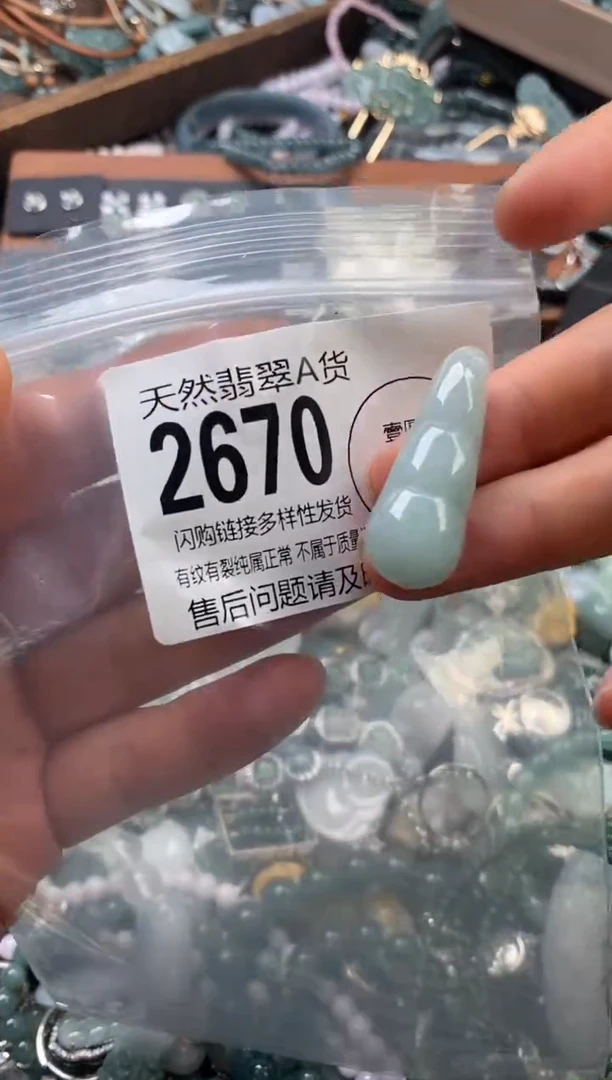 天然翡翠A货
2670
壹
闪购链接多样性发货
有纹有裂纯属正常 不属于质量
售后问题请及